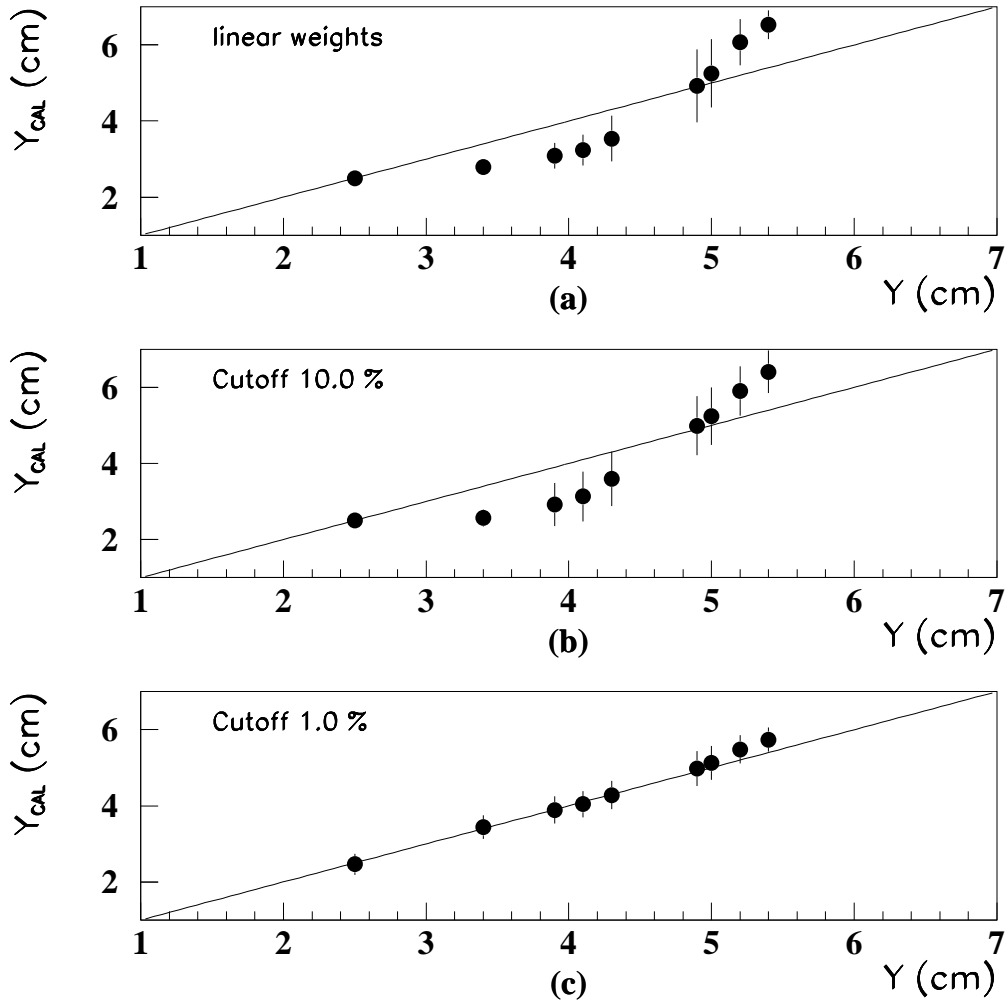 linear weights
Y_CAL (cm)
6
4
2
1 2 3 4 5 6 7
(a)
Y (cm)
Cutoff 10.0 %
Y_CAL (cm)
6
4
2
1 2 3 4 5 6 7
(b)
Y (cm)
Cutoff 1.0 %
Y_CAL (cm)
6
4
2
1 2 3 4 5 6 7
(c)
Y (cm)